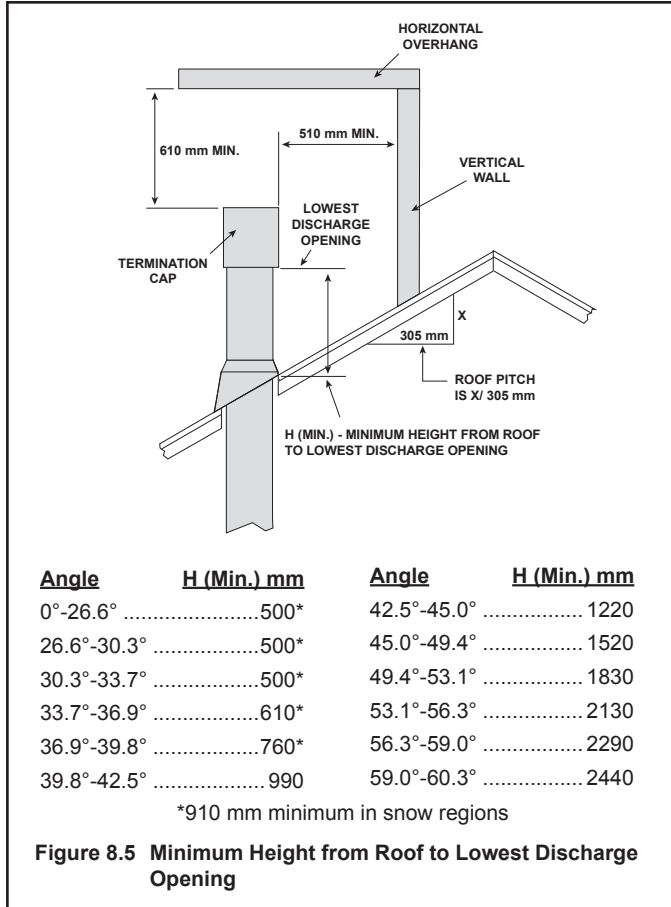 HORIZONTAL
OVERHANG
510 mm MIN.
610 mm MIN.
VERTICAL
WALL
LOWEST
DISCHARGE
OPENING
TERMINATION
CAP
X
305 mm
ROOF PITCH
IS X/ 305 mm
H (MIN.) - MINIMUM HEIGHT FROM ROOF
TO LOWEST DISCHARGE OPENING
Angle H (Min.) mm
0°-26.6° ......................500*
26.6°-30.3° ..................500*
30.3°-33.7° ..................500*
33.7°-36.9° ..................610*
36.9°-39.8° ..................760*
39.8°-42.5° .................... 990
Angle H (Min.) mm
42.5°-45.0° .................. 1220
45.0°-49.4° .................. 1520
49.4°-53.1° .................. 1830
53.1°-56.3° .................. 2130
56.3°-59.0° .................. 2290
59.0°-60.3° .................. 2440
*910 mm minimum in snow regions
Figure 8.5 Minimum Height from Roof to Lowest Discharge
Opening